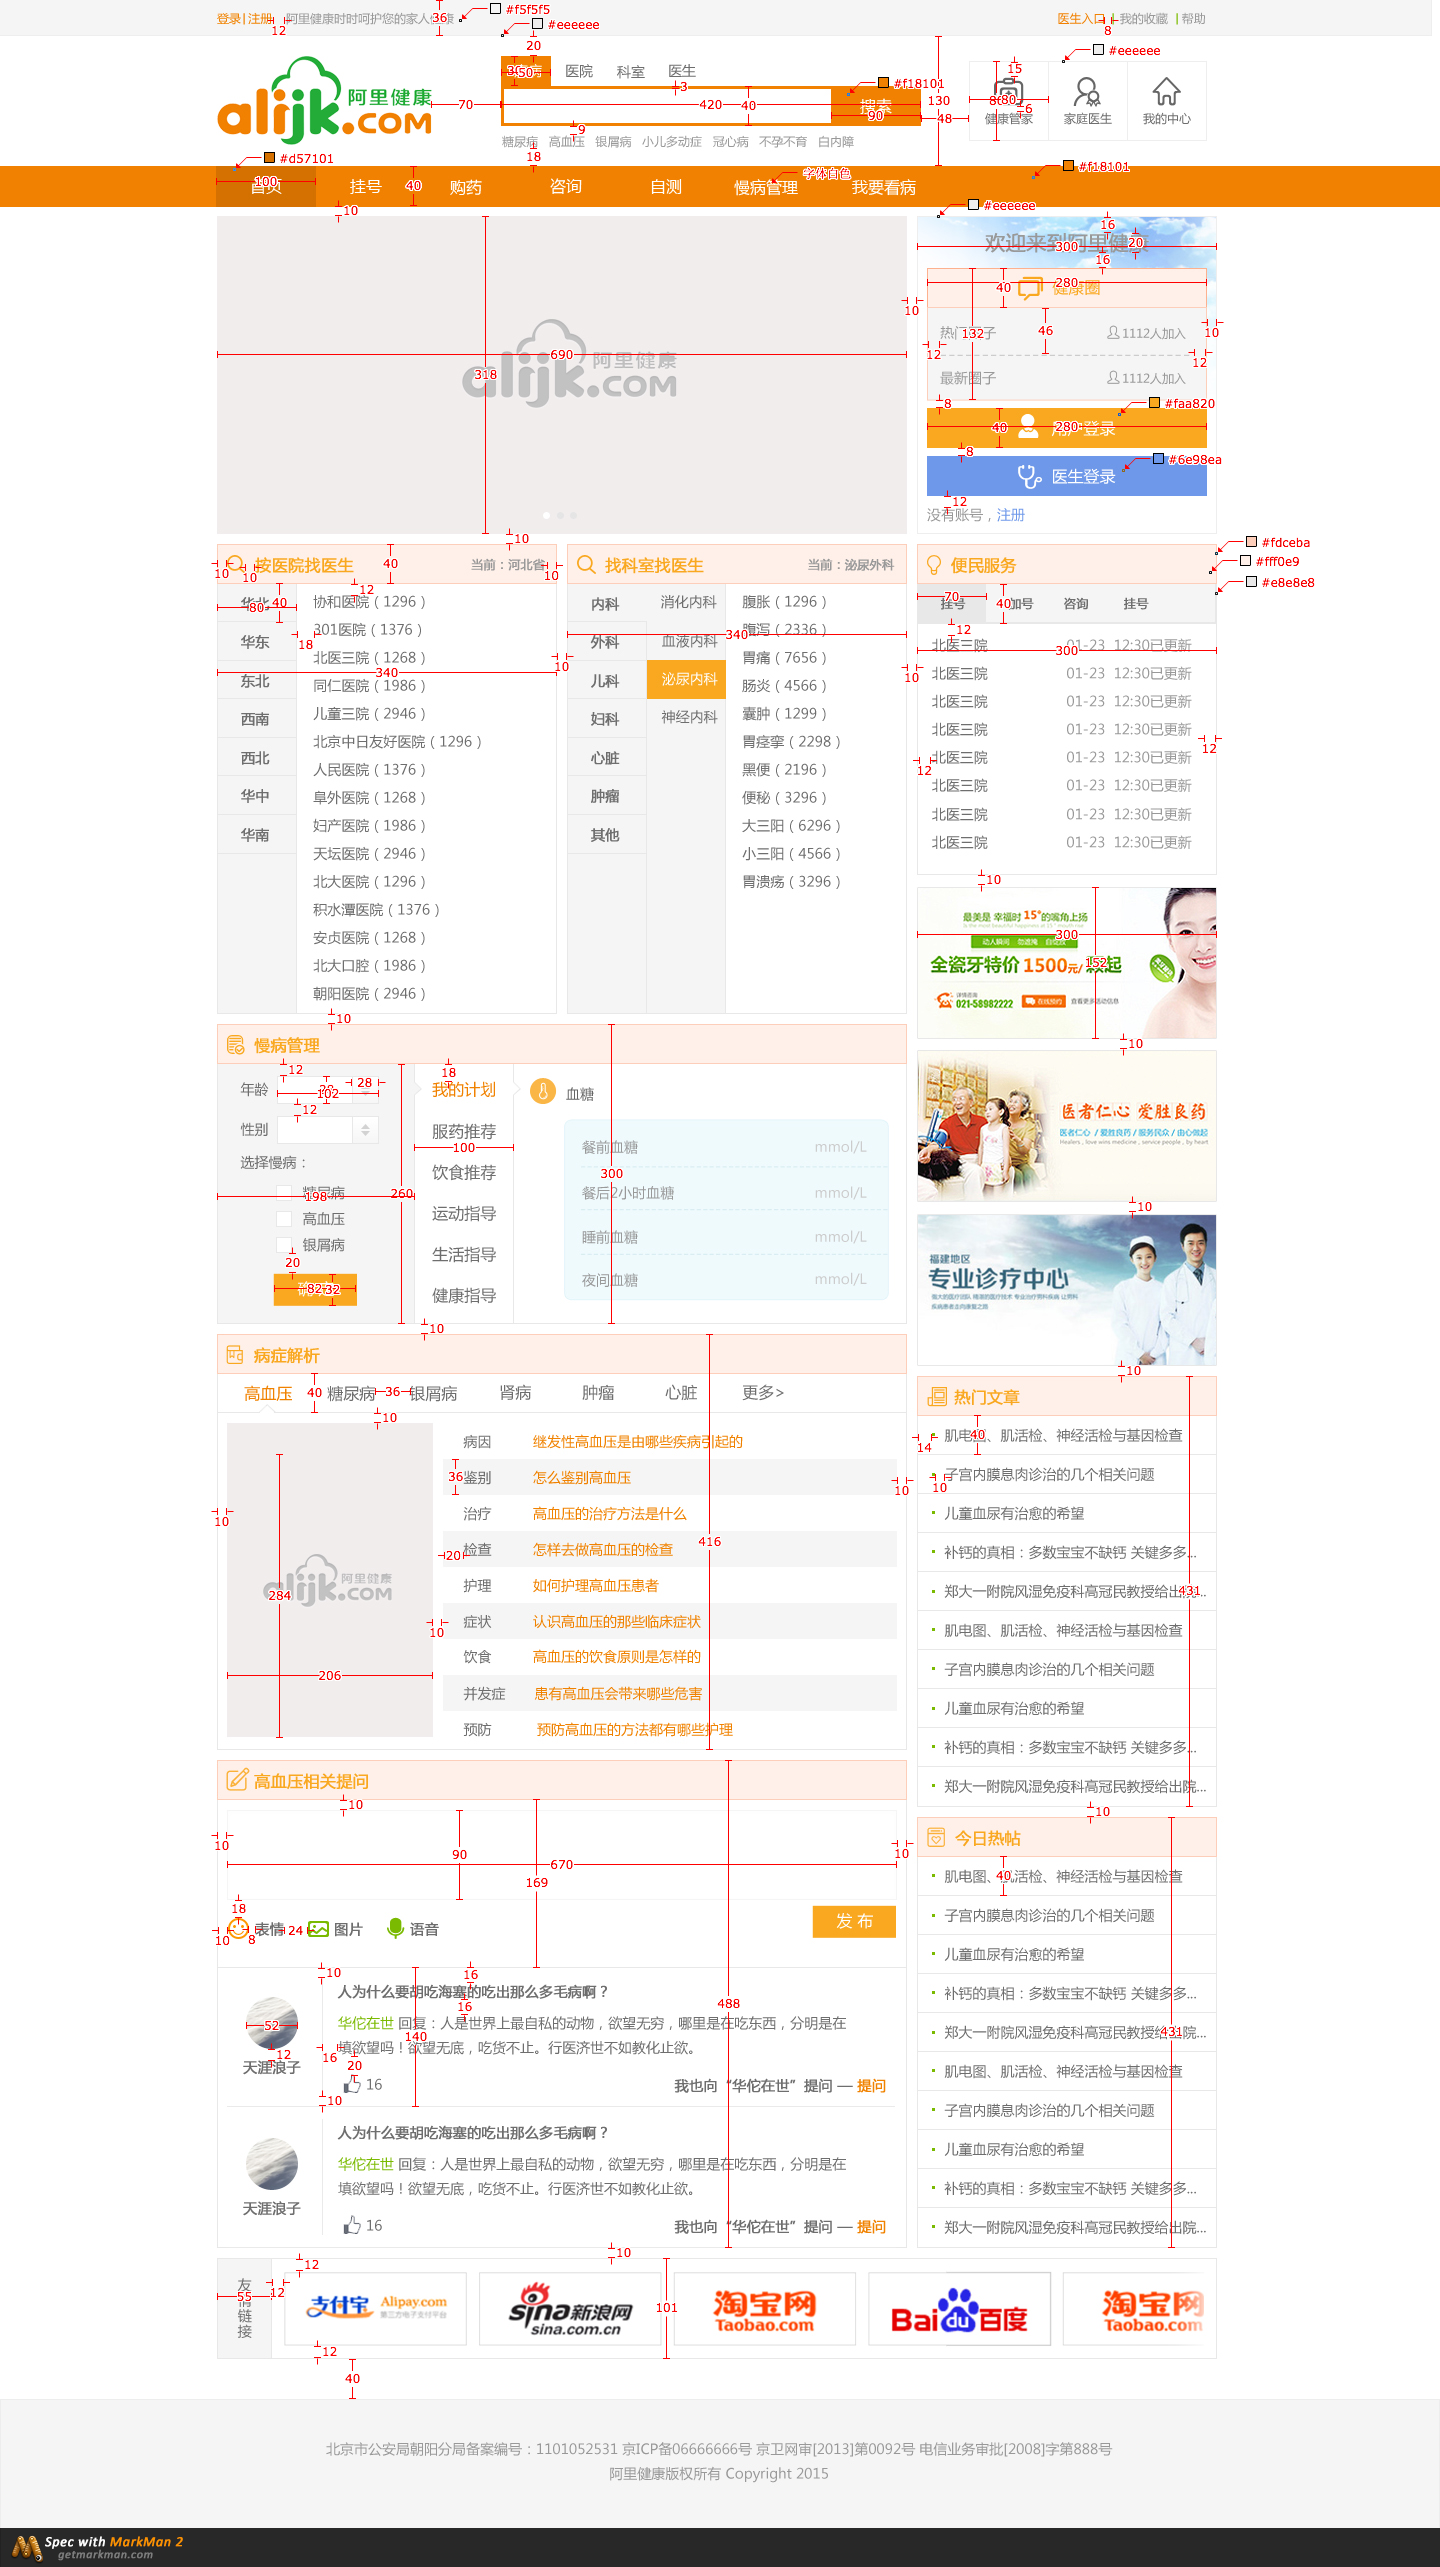 登录|注册 阿里健康时时呵护您的家人健康
医生入口 | 我的收藏 | 帮助
12
36
#f5f5f5
#eeeeee
8
20
医院 科室 医生
50
3
阿里健康
alijk.com
70
420
40
#f18101
搜索
90
130
48
#eeeeee
15
80
6
健康管家 家庭医生 我的中心
9
糖尿病 高血压 银屑病 小儿多动症 冠心病 不孕不育 白内障
18
#d57101
100
首页 挂号 购药 咨询 自测 慢病管理 我要看病
40
字体白色
#f18101
10
#eeeeee
欢迎来到阿里健康
16
20
300
16
280
40
健康圈
10
46
132
热门圈子 1112人加入
10
12
12
最新圈子 1112人加入
阿里健康
alijk.com
690
318
8
#faa820
40
280
用户登录
8
#6e98ea
医生登录
12
没有账号，注册
10
按医院找医生 当前：河北省
40
10
10
10
12
80
40
18
340
华北
华东
东北
西南
西北
华中
华南
协和医院（1296）
301医院（1376）
北医三院（1268）
同仁医院（1986）
儿童三院（2946）
北京中日友好医院（1296）
人民医院（1376）
阜外医院（1268）
妇产医院（1986）
天坛医院（2946）
北大医院（1296）
积水潭医院（1376）
安贞医院（1268）
北大口腔（1986）
朝阳医院（2946）
10
找科室找医生 当前：泌尿外科
340
10
内科
外科
儿科
妇科
心脏
肿瘤
其他
消化内科
血液内科
泌尿内科
神经内科
腹胀（1296）
腹泻（2336）
胃痛（7656）
肠炎（4566）
囊肿（1299）
胃痉挛（2298）
黑便（2196）
便秘（3296）
大三阳（6296）
小三阳（4566）
胃溃疡（3296）
便民服务
#fdceba
#fff0e9
#e8e8e8
70
40
挂号 加号 咨询 挂号
12
300
10
北医三院 01-23 12:30已更新
北医三院 01-23 12:30已更新
北医三院 01-23 12:30已更新
北医三院 01-23 12:30已更新
北医三院 01-23 12:30已更新
北医三院 01-23 12:30已更新
北医三院 01-23 12:30已更新
北医三院 01-23 12:30已更新
12
12
10
最美是 幸福时 15°的嘴角上扬
300
152
全瓷牙特价 1500元/颗起
详情咨询
021-58982222 在线预约 查看更多活动信息
10
医者仁心 爱胜良药
医者仁心 / 爱胜良药 / 服务民众 / 由心做起
Healers , love wins medicine , service people , by heart
10
福建地区
专业诊疗中心
10
慢病管理
12
28
102
12
18
年龄
性别
选择慢病：
糖尿病
198
高血压
银屑病
20
82
32
260
我的计划
服药推荐
100
饮食推荐
运动指导
生活指导
健康指导
血糖
餐前血糖 mmol/L
餐后2小时血糖 mmol/L
睡前血糖 mmol/L
夜间血糖 mmol/L
300
10
病症解析
高血压 糖尿病 银屑病 肾病 肿瘤 心脏 更多>
40
36
10
病因 继发性高血压是由哪些疾病引起的
鉴别 怎么鉴别高血压
治疗 高血压的治疗方法是什么
检查 怎样去做高血压的检查
护理 如何护理高血压患者
症状 认识高血压的那些临床症状
饮食 高血压的饮食原则是怎样的
并发症 患有高血压会带来哪些危害
预防 预防高血压的方法都有哪些护理
36
10
10
20
416
阿里健康
alijk.com
284
10
206
热门文章
40
14
10
肌电图、肌活检、神经活检与基因检查
子宫内膜息肉诊治的几个相关问题
儿童血尿有治愈的希望
补钙的真相：多数宝宝不缺钙 关键多多...
郑大一附院风湿免疫科高冠民教授给出院...
肌电图、肌活检、神经活检与基因检查
子宫内膜息肉诊治的几个相关问题
儿童血尿有治愈的希望
补钙的真相：多数宝宝不缺钙 关键多多...
郑大一附院风湿免疫科高冠民教授给出院...
431
10
高血压相关提问
10
10
90
10
670
169
18
10
8
24
表情 图片 语音
发 布
10
16
人为什么要胡吃海塞的吃出那么多毛病啊？
16
华佗在世 回复：人是世界上最自私的动物，欲望无穷，哪里是在吃东西，分明是在
填欲望吗！欲望无底，吃货不止。行医济世不如教化止欲。
52
12
天涯浪子
140
16
20
16
我也向“华佗在世”提问 — 提问
10
488
人为什么要胡吃海塞的吃出那么多毛病啊？
华佗在世 回复：人是世界上最自私的动物，欲望无穷，哪里是在吃东西，分明是在
填欲望吗！欲望无底，吃货不止。行医济世不如教化止欲。
天涯浪子
16
我也向“华佗在世”提问 — 提问
今日热帖
40
肌电图、肌活检、神经活检与基因检查
子宫内膜息肉诊治的几个相关问题
儿童血尿有治愈的希望
补钙的真相：多数宝宝不缺钙 关键多多...
郑大一附院风湿免疫科高冠民教授给出院...
肌电图、肌活检、神经活检与基因检查
子宫内膜息肉诊治的几个相关问题
儿童血尿有治愈的希望
补钙的真相：多数宝宝不缺钙 关键多多...
郑大一附院风湿免疫科高冠民教授给出院...
431
10
12
友情链接
55
12
支付宝 Alipay.com
第三方电子支付平台
sina新浪网
sina.com.cn
101
淘宝网
Taobao.com
Baidu百度
淘宝网
Taobao.com
12
40
北京市公安局朝阳分局备案编号：1101052531 京ICP备06666666号 京卫网审[2013]第0092号 电信业务审批[2008]字第888号
阿里健康版权所有 Copyright 2015
Spec with MarkMan 2
getmarkman.com